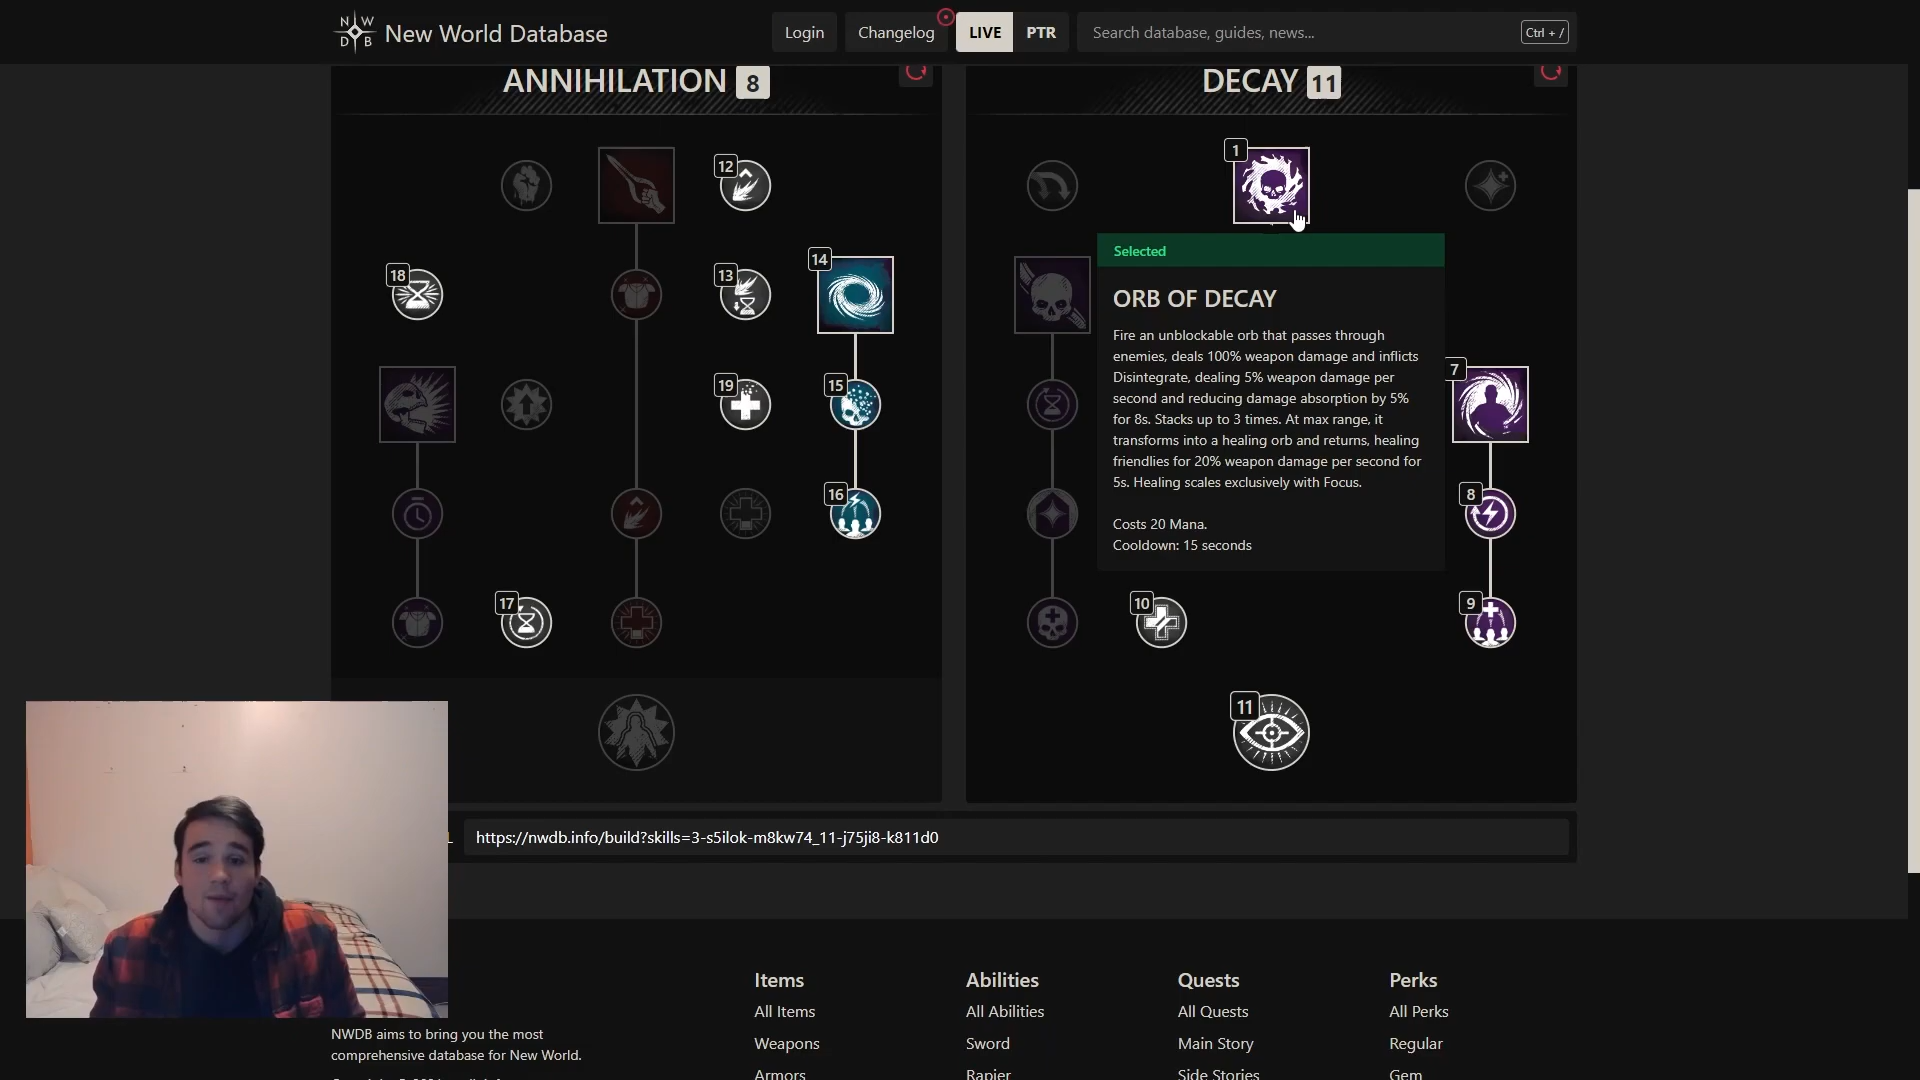 N W
D B
New World Database
Login
Changelog
LIVE
PTR
Search database, guides, news...
Ctrl + /
ANNIHILATION 8
DECAY 11
12
18
13
14
19
15
16
17
1
7
8
9
10
11
Selected
ORB OF DECAY
Fire an unblockable orb that passes through
enemies, deals 100% weapon damage and inflicts
Disintegrate, dealing 5% weapon damage per
second and reducing damage absorption by 5%
for 8s. Stacks up to 3 times. At max range, it
transforms into a healing orb and returns, healing
friendlies for 20% weapon damage per second for
5s. Healing scales exclusively with Focus.
Costs 20 Mana.
Cooldown: 15 seconds
https://nwdb.info/build?skills=3-s5ilok-m8kw74_11-j75ji8-k811d0
NWDB aims to bring you the most
comprehensive database for New World.
Items
All Items
Weapons
Armors
Abilities
All Abilities
Sword
Rapier
Quests
All Quests
Main Story
Side Stories
Perks
All Perks
Regular
Gem